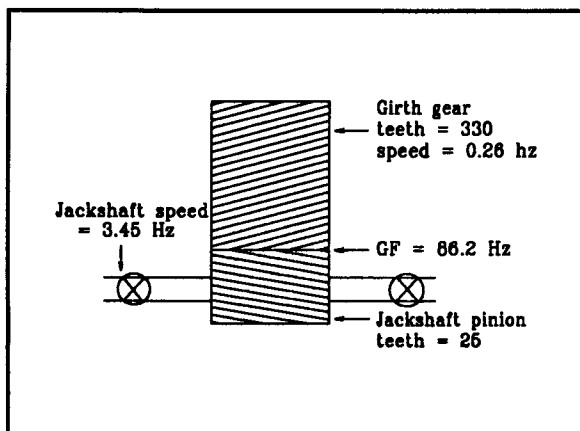 Girth gear
teeth = 330
speed = 0.26 hz
Jackshaft speed
= 3.45 Hz
GF = 86.2 Hz
Jackshaft pinion
teeth = 25